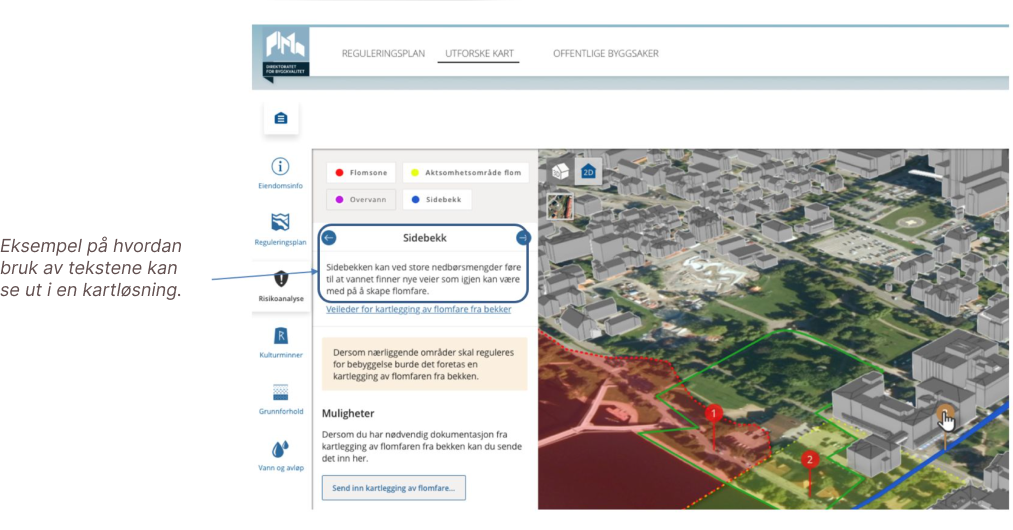 DIREKTORATET
FOR BYGGKVALITET
REGULERINGSPLAN
UTFORSKE KART
OFFENTLIGE BYGGSAKER
Eiendomsinfo
Reguleringsplan
Risikoanalyse
Kulturminner
Grunnforhold
Vann og avløp
Eksempel på hvordan
bruk av tekstene kan
se ut i en kartløsning.
Flomsone
Aktsomhetsområde flom
Overvann
Sidebekk
Sidebekk
Sidebekken kan ved store nedbørsmengder føre
til at vannet finner nye veier som igjen kan være
med på å skape flomfare.
Veileder for kartlegging av flomfare fra bekker
Dersom nærliggende områder skal reguleres
for bebyggelse burde det foretas en
kartlegging av flomfaren fra bekken.
Muligheter
Dersom du har nødvendig dokumentasjon fra
kartlegging av flomfaren fra bekken kan du sende
det inn her.
Send inn kartlegging av flomfare...
2D
1
2